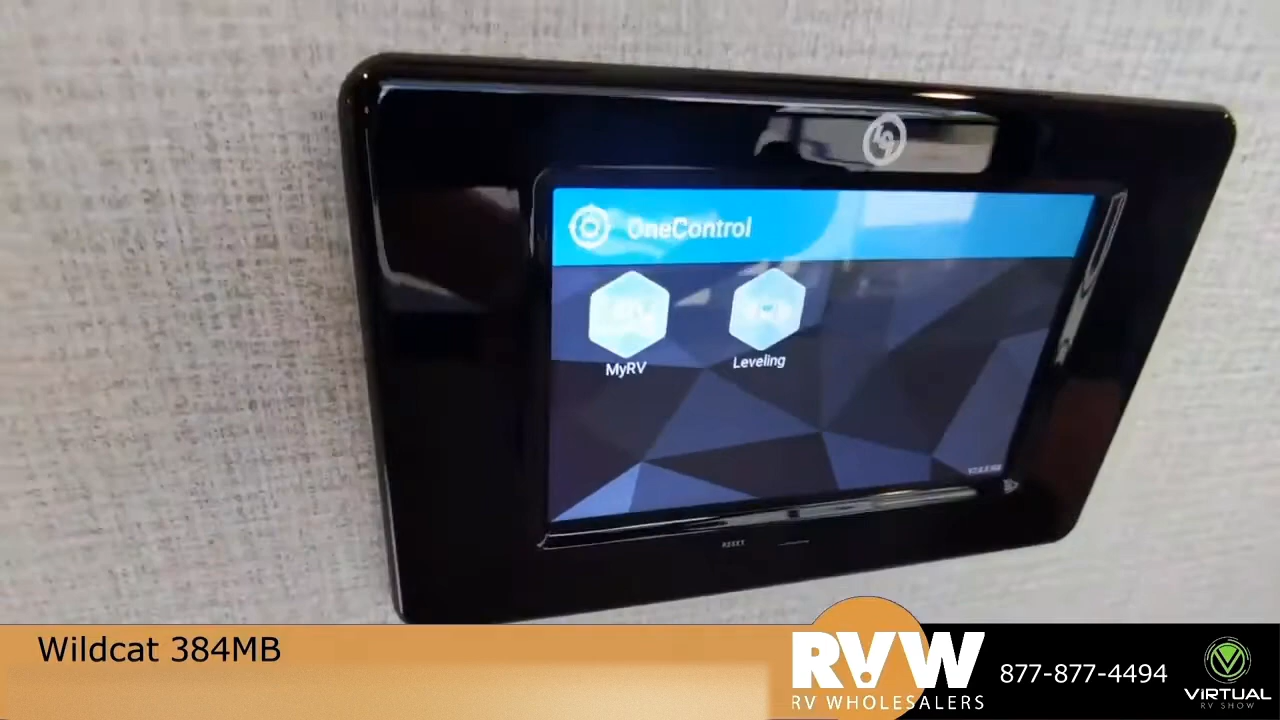 OneControl
MyRV
Leveling
RESET
Wildcat 384MB
RVW
RV WHOLESALERS
877-877-4494
VIRTUAL
RV SHOW